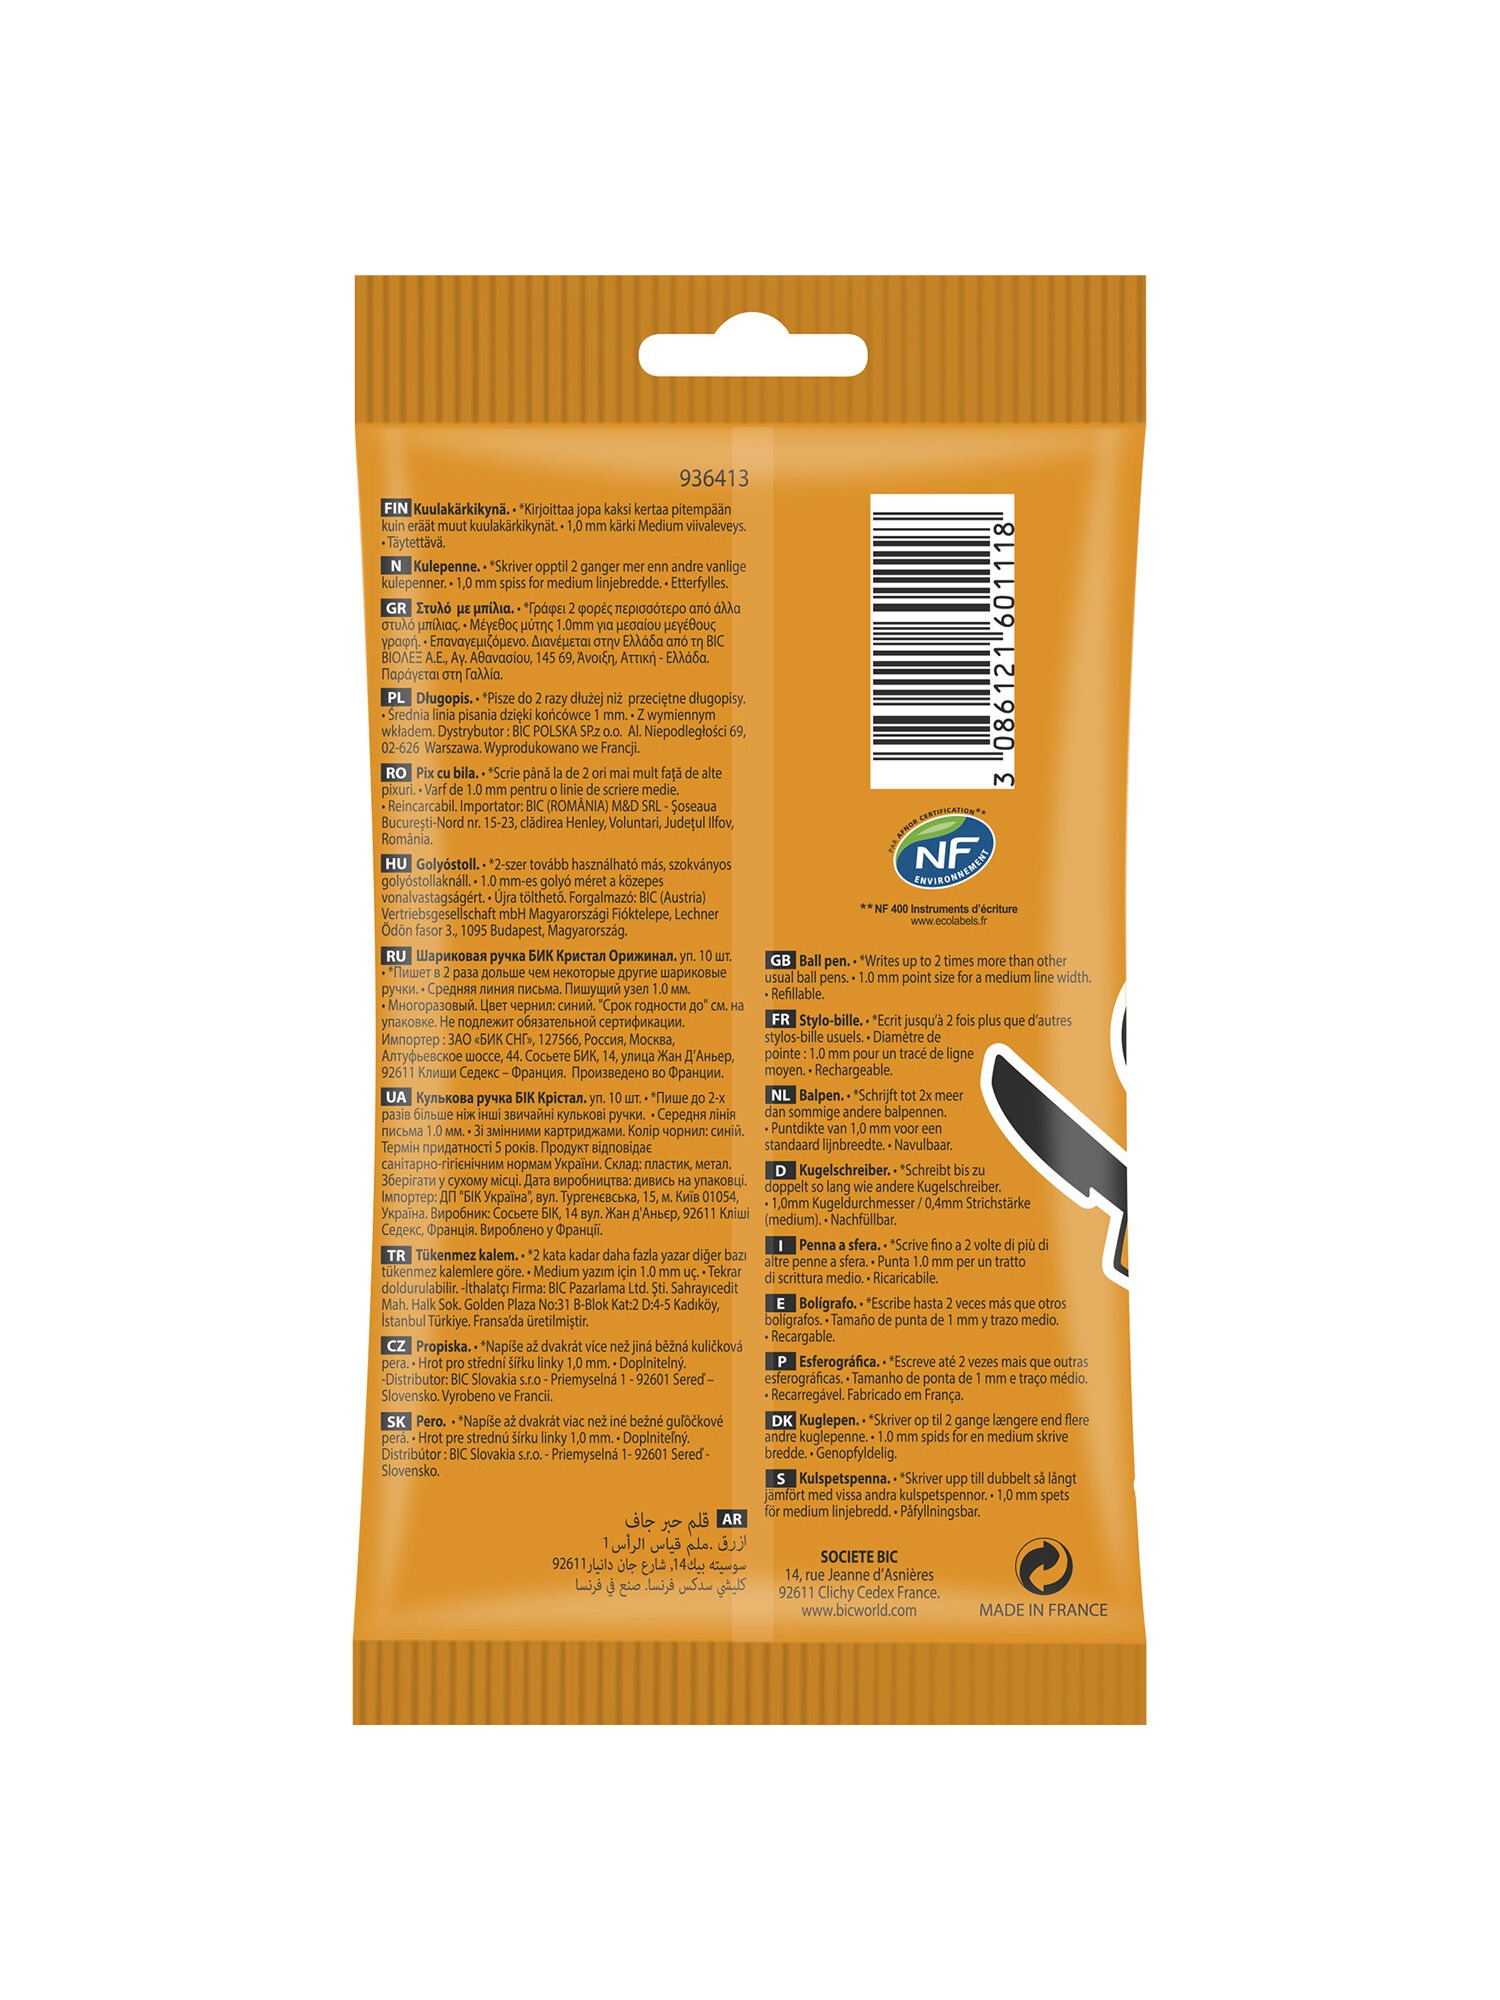 936413
FIN Kuulakärkikynä. • *Kirjoittaa jopa kaksi kertaa pitempään
kuin eräät muut kuulakärkikynät. • 1,0 mm kärki Medium viivaleveys.
• Täytettävä.
N Kulepenne. • *Skriver opptil 2 ganger mer enn andre vanlige
kulepenner. • 1,0 mm spiss for medium linjebredde. • Etterfylles.
GR Στυλό με μπίλια. • *Γράφει 2 φορές περισσότερο από άλλα
στυλό μπίλιας. • Μέγεθος μύτης 1.0mm για μεσαίου μεγέθους
γραφή. • Επαναγεμιζόμενο. Διανέμεται στην Ελλάδα από τη BIC
ΒΙΟΛΕΞ Α.Ε., Αγ. Αθανασίου, 145 69, Άνοιξη, Αττική - Ελλάδα.
Παράγεται στη Γαλλία.
PL Długopis. • *Pisze do 2 razy dłużej niż przeciętne długopisy.
• Średnia linia pisania dzięki końcówce 1 mm. • Z wymiennym
wkładem. Dystrybutor : BIC POLSKA SP.z o.o. Al. Niepodległości 69,
02-626 Warszawa. Wyprodukowano we Francji.
RO Pix cu bila. • *Scrie până la de 2 ori mai mult faţă de alte
pixuri. • Varf de 1.0 mm pentru o linie de scriere medie.
• Reincarcabil. Importator: BIC (ROMÂNIA) M&D SRL - Şoseaua
Bucureşti-Nord nr. 15-23, clădirea Henley, Voluntari, Judeţul Ilfov,
România.
HU Golyóstoll. • *2-szer tovább használható más, szokványos
golyóstollaknáll. • 1.0 mm-es golyó méret a közepes
vonalvastagságért. • Újra tölthető. Forgalmazó: BIC (Austria)
Vertriebsgesellschaft mbH Magyarországi Fióktelepe, Lechner
Ödön fasor 3., 1095 Budapest, Magyarország.
RU Шариковая ручка БИК Кристал Орижинал. уп. 10 шт.
• *Пишет в 2 раза дольше чем некоторые другие шариковые
ручки. • Средняя линия письма. Пишущий узел 1.0 мм.
• Многоразовый. Цвет чернил: синий. "Срок годности до" см. на
упаковке. Не подлежит обязательной сертификации.
Импортер : ЗАО «БИК СНГ», 127566, Россия, Москва,
Алтуфьевское шоссе, 44. Сосьете БИК, 14, улица Жан Д’Аньер,
92611 Клиши Седекс – Франция. Произведено во Франции.
UA Кулькова ручка БІК Крістал. уп. 10 шт. • *Пише до 2-х
разів більше ніж інші звичайні кулькові ручки. • Середня лінія
письма 1.0 мм. • Зі змінними картриджами. Колір чорнил: синій.
Термін придатності 5 років. Продукт відповідає
санітарно-гігієнічним нормам України. Склад: пластик, метал.
Зберігати у сухому місці. Дата виробництва: дивись на упаковці.
Імпортер: ДП "БІК Україна", вул. Тургенєвська, 15, м. Київ 01054,
Україна. Виробник: Сосьете БІК, 14 вул. Жан д'Аньєр, 92611 Кліші
Седекс, Франція. Вироблено у Франції.
TR Tükenmez kalem. • *2 kata kadar daha fazla yazar diğer bazı
tükenmez kalemlere göre. • Medium yazım için 1.0 mm uç. • Tekrar
doldurulabilir. -İthalatçı Firma: BIC Pazarlama Ltd. Şti. Sahrayıcedit
Mah. Halk Sok. Golden Plaza No:31 B-Blok Kat:2 D:4-5 Kadıköy,
İstanbul Türkiye. Fransa’da üretilmiştir.
CZ Propiska. • *Napíše až dvakrát více než jiná běžná kuličková
pera. • Hrot pro střední šířku linky 1,0 mm. • Doplnitelný.
-Distributor: BIC Slovakia s.r.o - Priemyselná 1 - 92601 Sereď –
Slovensko. Vyrobeno ve Francii.
SK Pero. • *Napíše až dvakrát viac než iné bežné guľôčkové
perá. • Hrot pre strednú šírku linky 1,0 mm. • Doplniteľný.
Distribútor : BIC Slovakia s.r.o. - Priemyselná 1- 92601 Sereď -
Slovensko.
AR قلم حبر جاف
ازرق .ملم قياس الرأس1
سوسيته بيك14, شارع جان دانيار92611
كليشي سدكس فرنسا. صنع في فرنسا
3 086121 601118
PAR AFNOR CERTIFICATION**
NF
ENVIRONNEMENT
**NF 400 Instruments d’écriture
www.ecolabels.fr
GB Ball pen. • *Writes up to 2 times more than other
usual ball pens. • 1.0 mm point size for a medium line width.
• Refillable.
FR Stylo-bille. • *Ecrit jusqu’à 2 fois plus que d’autres
stylos-bille usuels. • Diamètre de
pointe : 1.0 mm pour un tracé de ligne
moyen. • Rechargeable.
NL Balpen. • *Schrijft tot 2x meer
dan sommige andere balpennen.
• Puntdikte van 1,0 mm voor een
standaard lijnbreedte. • Navulbaar.
D Kugelschreiber. • *Schreibt bis zu
doppelt so lang wie andere Kugelschreiber.
• 1,0mm Kugeldurchmesser / 0,4mm Strichstärke
(medium). • Nachfüllbar.
I Penna a sfera. • *Scrive fino a 2 volte di più di
altre penne a sfera. • Punta 1.0 mm per un tratto
di scrittura medio. • Ricaricabile.
E Bolígrafo. • *Escribe hasta 2 veces más que otros
bolígrafos. • Tamaño de punta de 1 mm y trazo medio.
• Recargable.
P Esferográfica. • *Escreve até 2 vezes mais que outras
esferográficas. • Tamanho de ponta de 1 mm e traço médio.
• Recarregável. Fabricado em França.
DK Kuglepen. • *Skriver op til 2 gange længere end flere
andre kuglepenne. • 1.0 mm spids for en medium skrive
bredde. • Genopfyldelig.
S Kulspetspenna. • *Skriver upp till dubbelt så långt
jämfört med vissa andra kulspetspennor. • 1,0 mm spets
för medium linjebredd. • Påfyllningsbar.
SOCIETE BIC
14, rue Jeanne d’Asnières
92611 Clichy Cedex France.
www.bicworld.com
MADE IN FRANCE